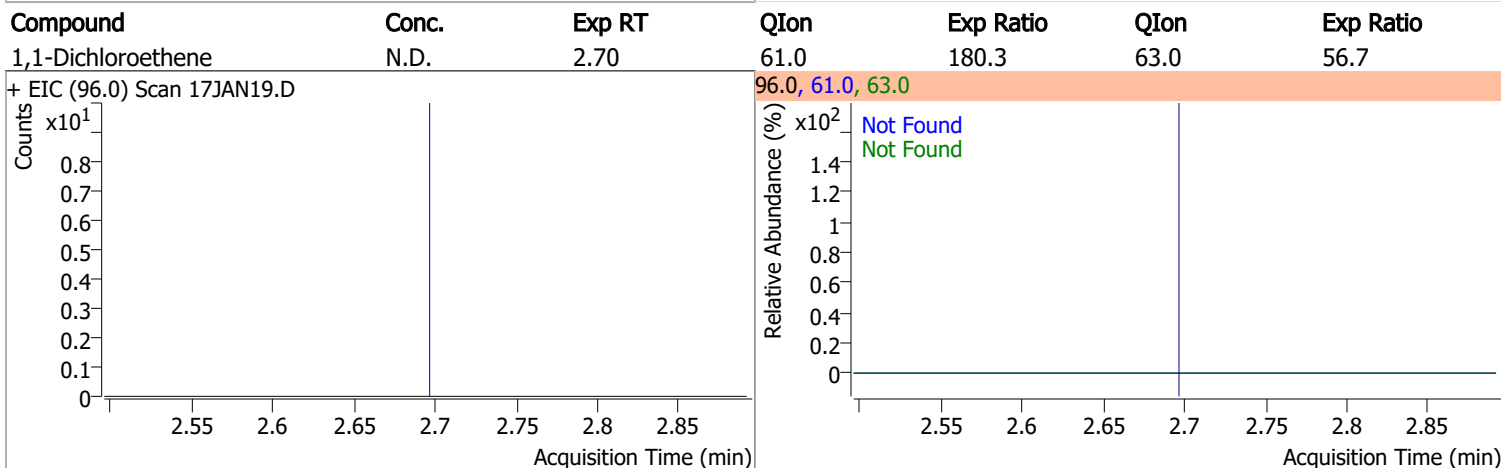 Compound Conc. Exp RT QIon Exp Ratio QIon Exp Ratio
1,1-Dichloroethene N.D. 2.70 61.0 180.3 63.0 56.7
+ EIC (96.0) Scan 17JAN19.D
Counts
x10¹
0.8
0.7
0.6
0.5
0.4
0.3
0.2
0.1
0
2.55 2.6 2.65 2.7 2.75 2.8 2.85
Acquisition Time (min)
96.0, 61.0, 63.0
Relative Abundance (%)
x10²
Not Found
Not Found
1.4
1.2
1
0.8
0.6
0.4
0.2
0
2.55 2.6 2.65 2.7 2.75 2.8 2.85
Acquisition Time (min)